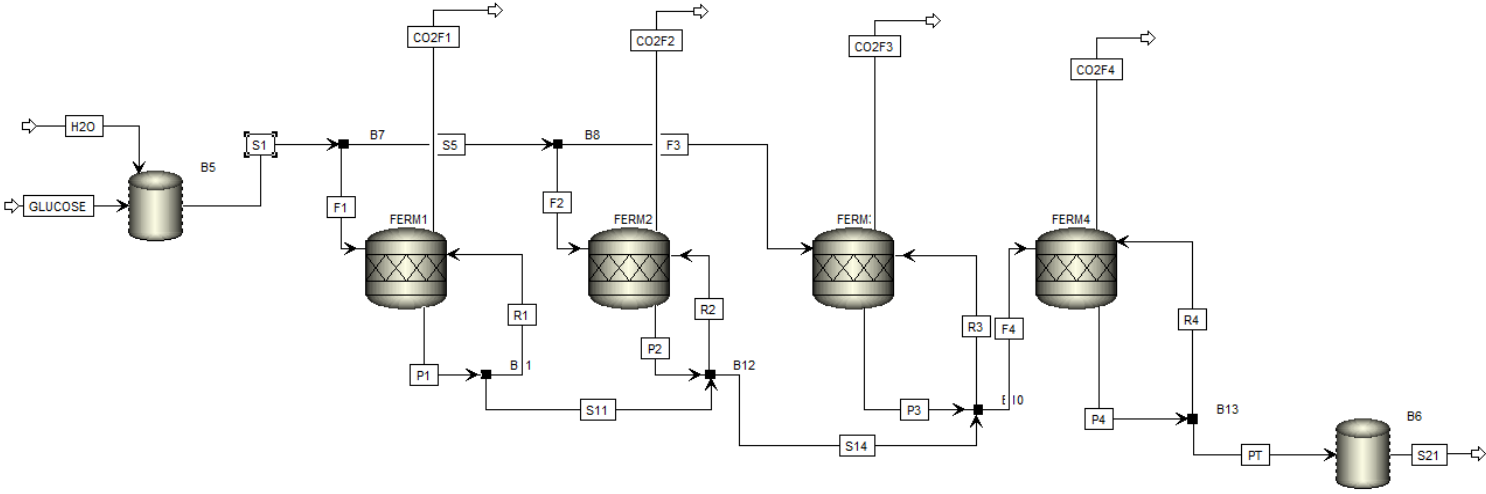 CO2F1
CO2F2
CO2F3
CO2F4
H2O
S1
B7
S5
B8
F3
B5
GLUCOSE
F1
F2
FERM1
FERM2
FERM4
R1
R2
R3
F4
R4
P1
P2
B12
S11
P3
P4
B13
B6
S14
PT
S21